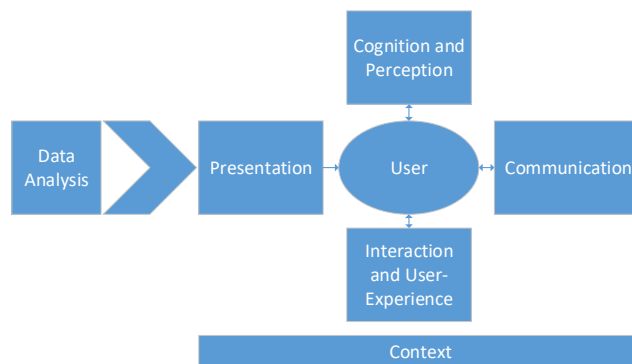 Cognition and
Perception
Data
Analysis
Presentation
User
Communication
Interaction
and User-
Experience
Context